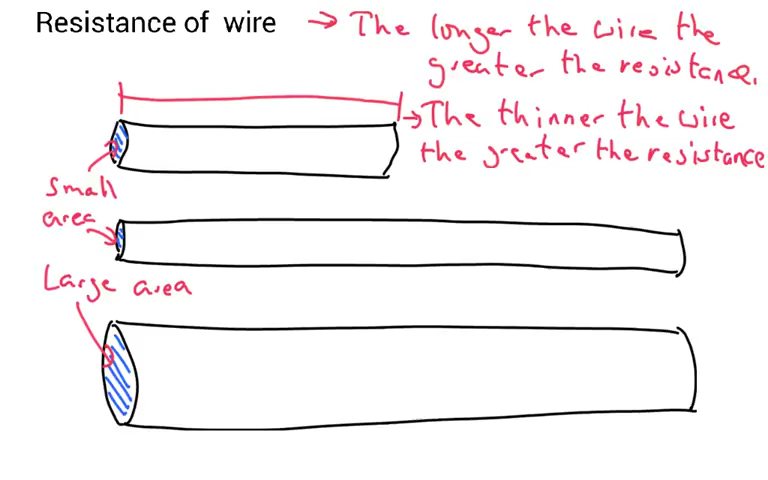 Resistance of wire
→ The longer the wire the
greater the resistance.
→ The thinner the wire
the greater the resistance
Small
area
Large area